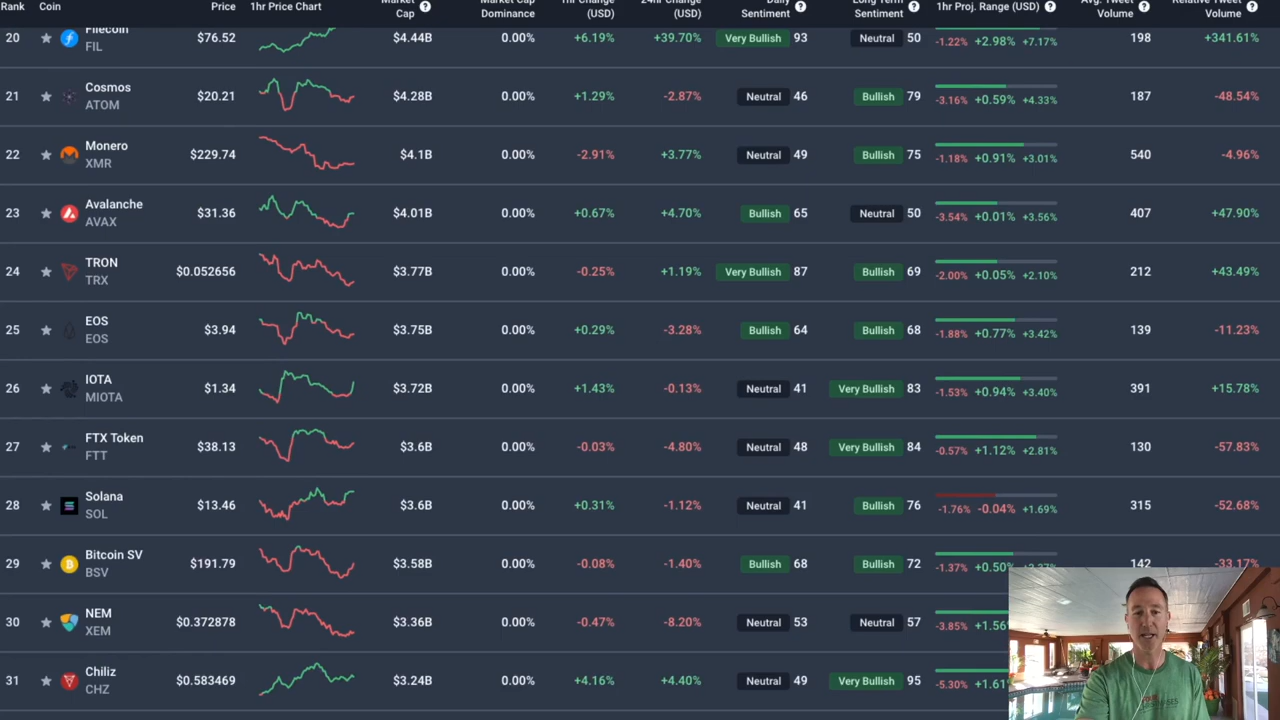 Rank Coin Price 1hr Price Chart Market Cap Market Cap Dominance 1hr Change (USD) 24hr Change (USD) Daily Sentiment Long Term Sentiment 1hr Proj. Range (USD) Avg. Tweet Volume Relative Tweet Volume
20 Filecoin FIL $76.52 $4.44B 0.00% +6.19% +39.70% Very Bullish 93 Neutral 50 -1.22% +2.98% +7.17% 198 +341.61%
21 Cosmos ATOM $20.21 $4.28B 0.00% +1.29% -2.87% Neutral 46 Bullish 79 -3.16% +0.59% +4.33% 187 -48.54%
22 Monero XMR $229.74 $4.1B 0.00% -2.91% +3.77% Neutral 49 Bullish 75 -1.18% +0.91% +3.01% 540 -4.96%
23 Avalanche AVAX $31.36 $4.01B 0.00% +0.67% +4.70% Bullish 65 Neutral 50 -3.54% +0.01% +3.56% 407 +47.90%
24 TRON TRX $0.052656 $3.77B 0.00% -0.25% +1.19% Very Bullish 87 Bullish 69 -2.00% +0.05% +2.10% 212 +43.49%
25 EOS EOS $3.94 $3.75B 0.00% +0.29% -3.28% Bullish 64 Bullish 68 -1.88% +0.77% +3.42% 139 -11.23%
26 IOTA MIOTA $1.34 $3.72B 0.00% +1.43% -0.13% Neutral 41 Very Bullish 83 -1.53% +0.94% +3.40% 391 +15.78%
27 FTX Token FTT $38.13 $3.6B 0.00% -0.03% -4.80% Neutral 48 Very Bullish 84 -0.57% +1.12% +2.81% 130 -57.83%
28 Solana SOL $13.46 $3.6B 0.00% +0.31% -1.12% Neutral 41 Bullish 76 -1.76% -0.04% +1.69% 315 -52.68%
29 Bitcoin SV BSV $191.79 $3.58B 0.00% -0.08% -1.40% Bullish 68 Bullish 72 -1.37% +0.50% 142 -33.17%
30 NEM XEM $0.372878 $3.36B 0.00% -0.47% -8.20% Neutral 53 Neutral 57 -3.85% +1.56
31 Chiliz CHZ $0.583469 $3.24B 0.00% +4.16% +4.40% Neutral 49 Very Bullish 95 -5.30% +1.61